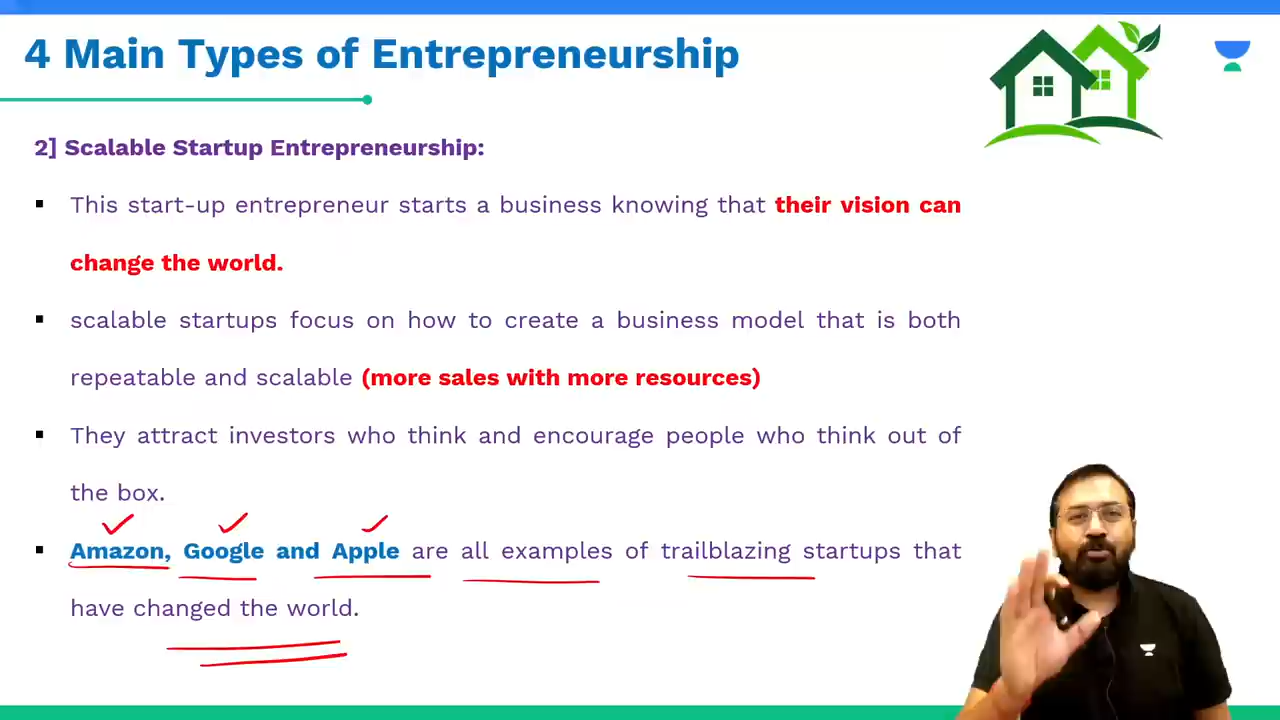 4 Main Types of Entrepreneurship
2] Scalable Startup Entrepreneurship:
▪ This start-up entrepreneur starts a business knowing that their vision can
change the world.
▪ scalable startups focus on how to create a business model that is both
repeatable and scalable (more sales with more resources)
▪ They attract investors who think and encourage people who think out of
the box.
▪ Amazon, Google and Apple are all examples of trailblazing startups that
have changed the world.